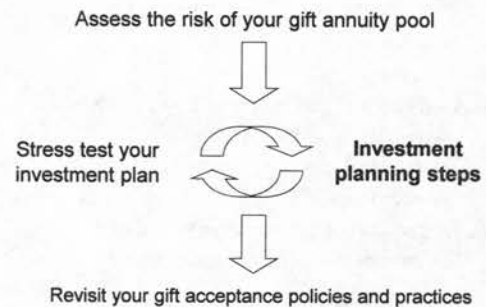 Assess the risk of your gift annuity pool
Stress test your
investment plan
Investment
planning steps
Revisit your gift acceptance policies and practices